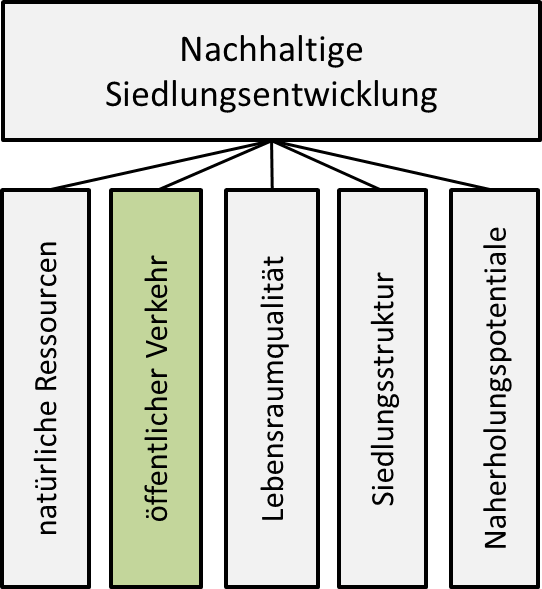 Nachhaltige
Siedlungsentwicklung
natürliche Ressourcen
öffentlicher Verkehr
Lebensraumqualität
Siedlungsstruktur
Naherholungspotentiale